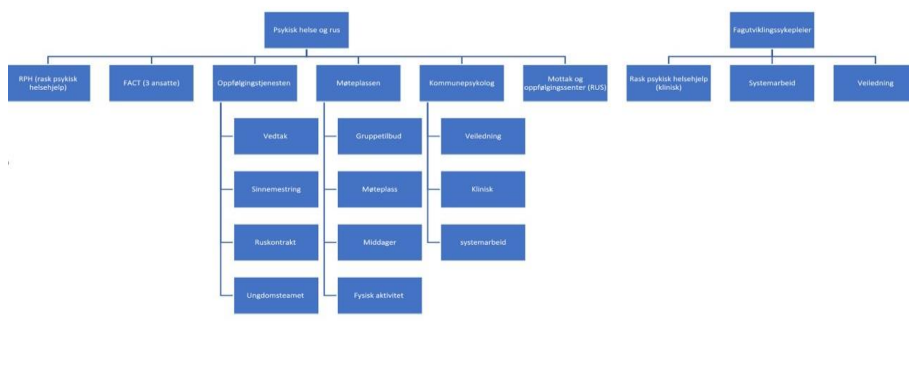 Psykisk helse og rus
Fagutviklingssykepleier
RPH (rask psykisk
helsehjelp)
FACT (3 ansatte)
Oppfølgingstjenesten
Møteplassen
Kommunepsykolog
Mottak og
oppfølgingssenter (RUS)
Rask psykisk helsehjelp
(klinisk)
Systemarbeid
Veiledning
Vedtak
Gruppetilbud
Veiledning
Sinnemestring
Møteplass
Klinisk
Ruskontrakt
Middager
systemarbeid
Ungdomsteamet
Fysisk aktivitet